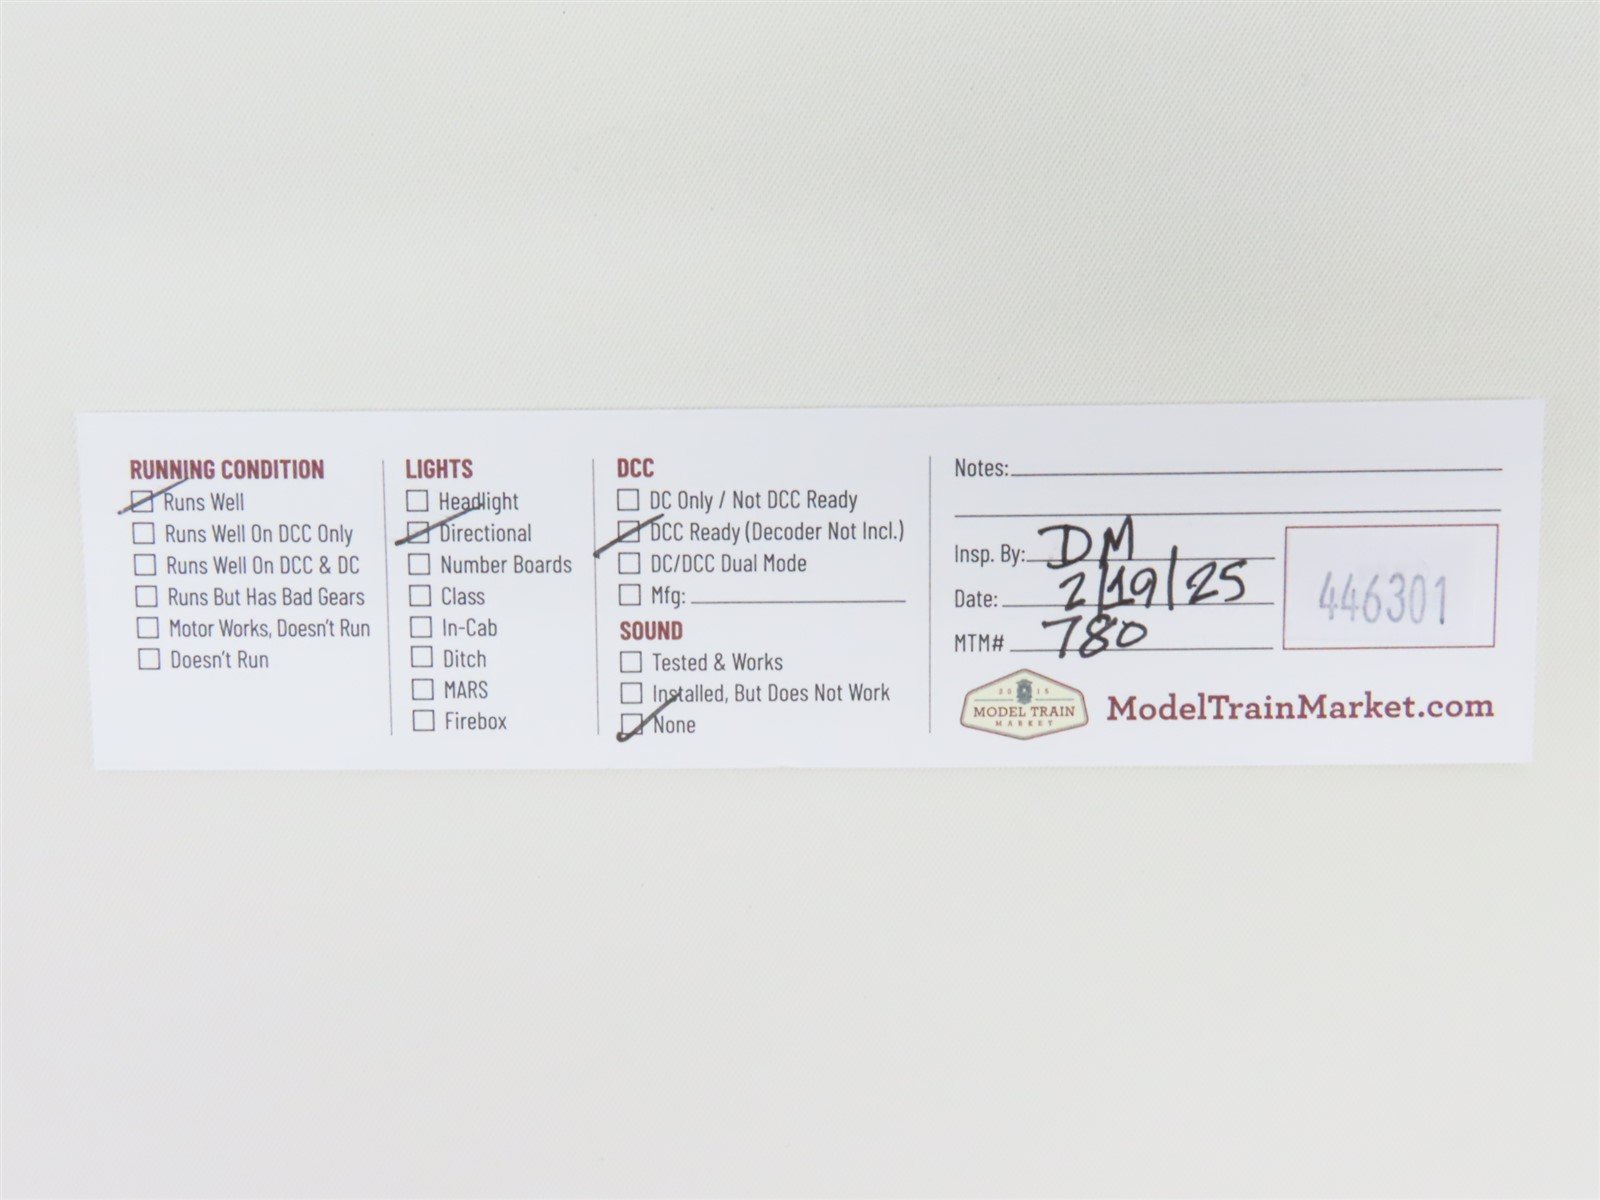 RUNNING CONDITION
Runs Well
Runs Well On DCC Only
Runs Well On DCC & DC
Runs But Has Bad Gears
Motor Works, Doesn't Run
Doesn't Run
LIGHTS
Headlight
Directional
Number Boards
Class
In-Cab
Ditch
MARS
Firebox
DCC
DC Only / Not DCC Ready
DCC Ready (Decoder Not Incl.)
DC/DCC Dual Mode
Mfg:
SOUND
Tested & Works
Installed, But Does Not Work
None
Notes:
Insp. By: DM
Date: 2/19/25
MTM# 780
446301
2015
MODEL TRAIN
MARKET
ModelTrainMarket.com